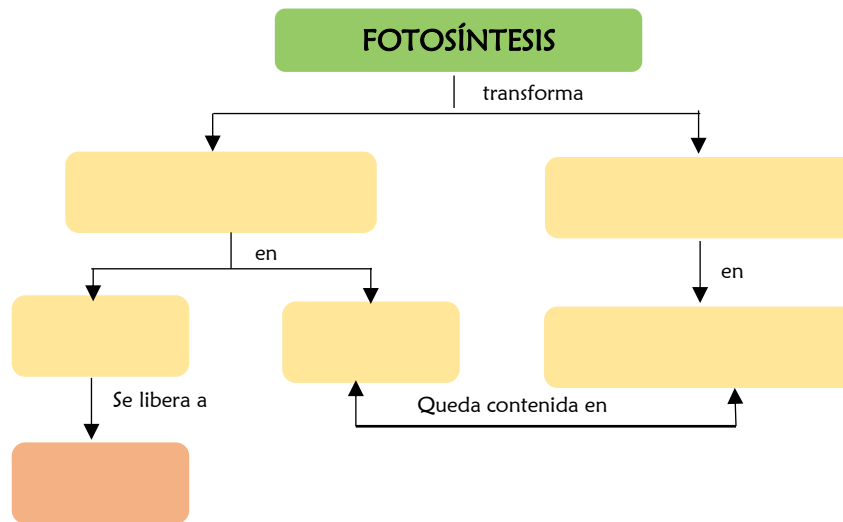 FOTOSÍNTESIS
transforma
en
en
Se libera a
Queda contenida en